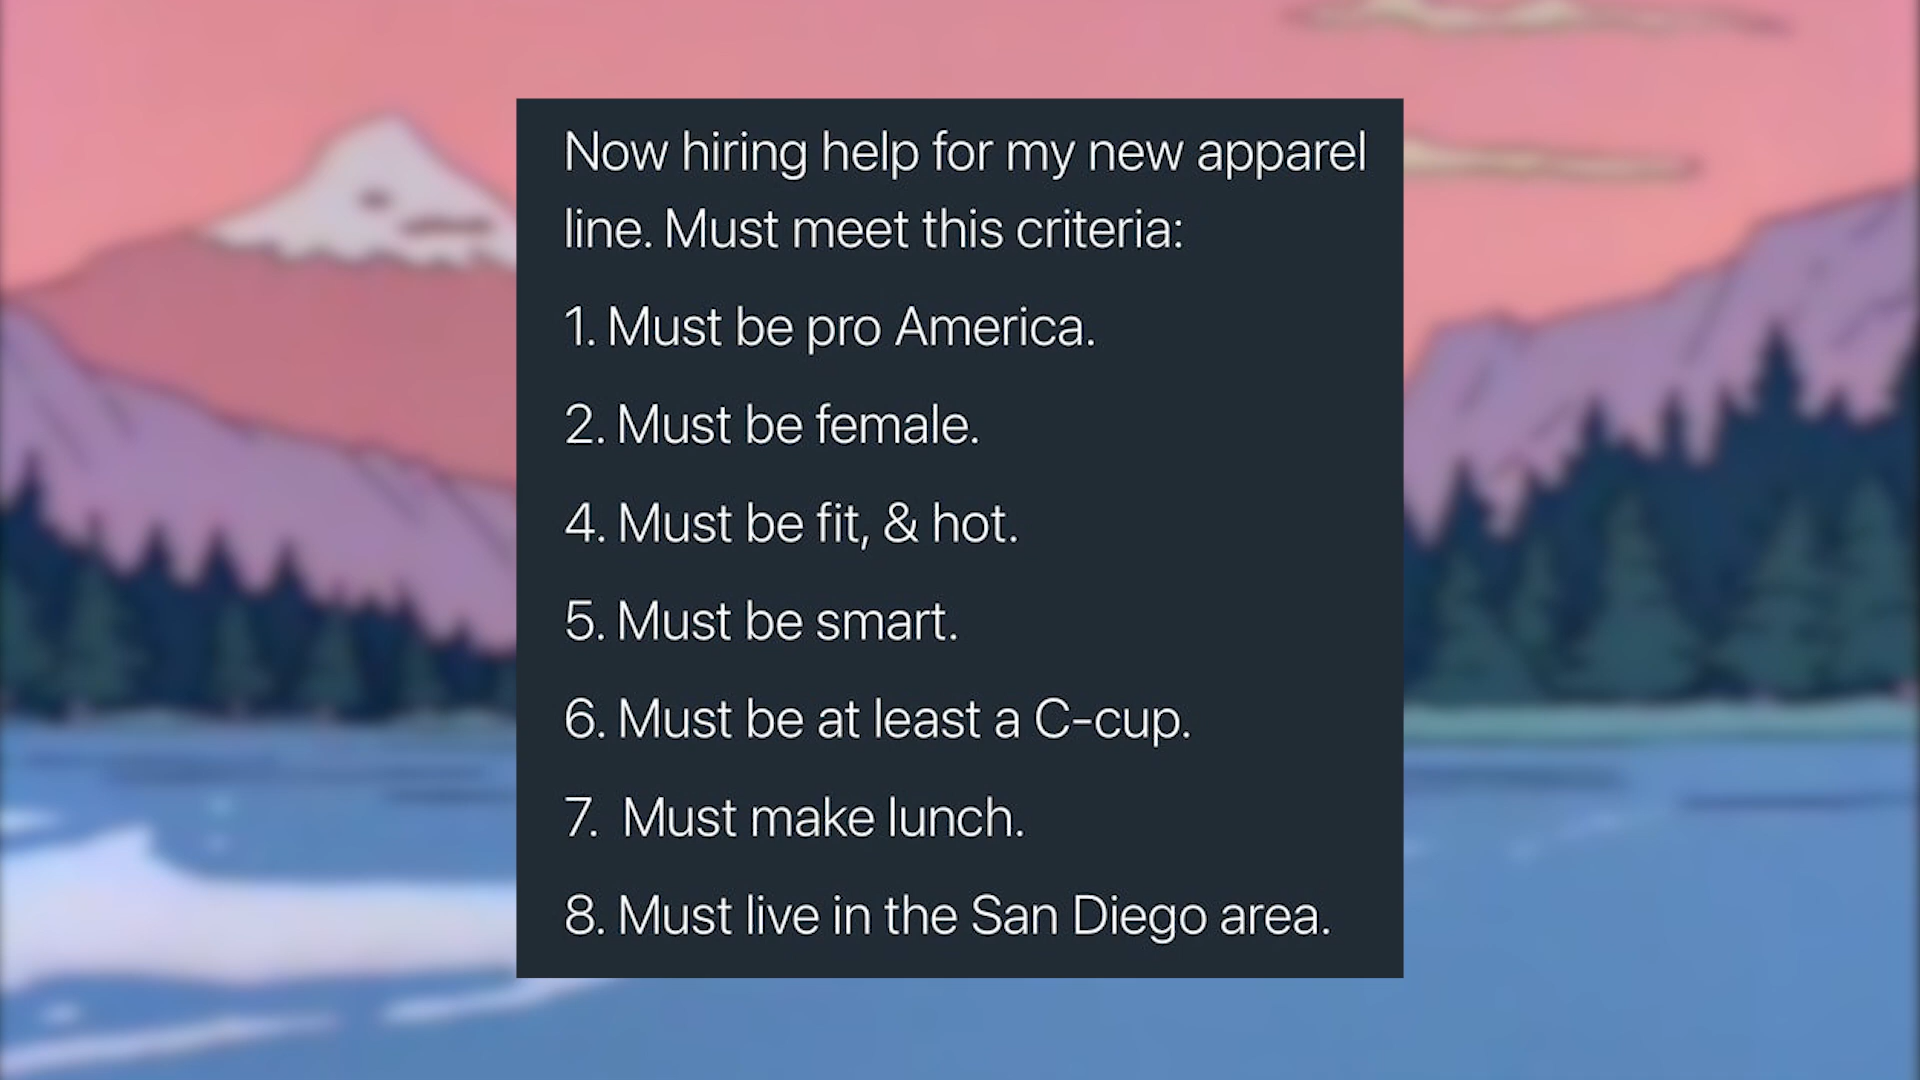 Now hiring help for my new apparel
line. Must meet this criteria:
1. Must be pro America.
2. Must be female.
4. Must be fit, & hot.
5. Must be smart.
6. Must be at least a C-cup.
7.  Must make lunch.
8. Must live in the San Diego area.